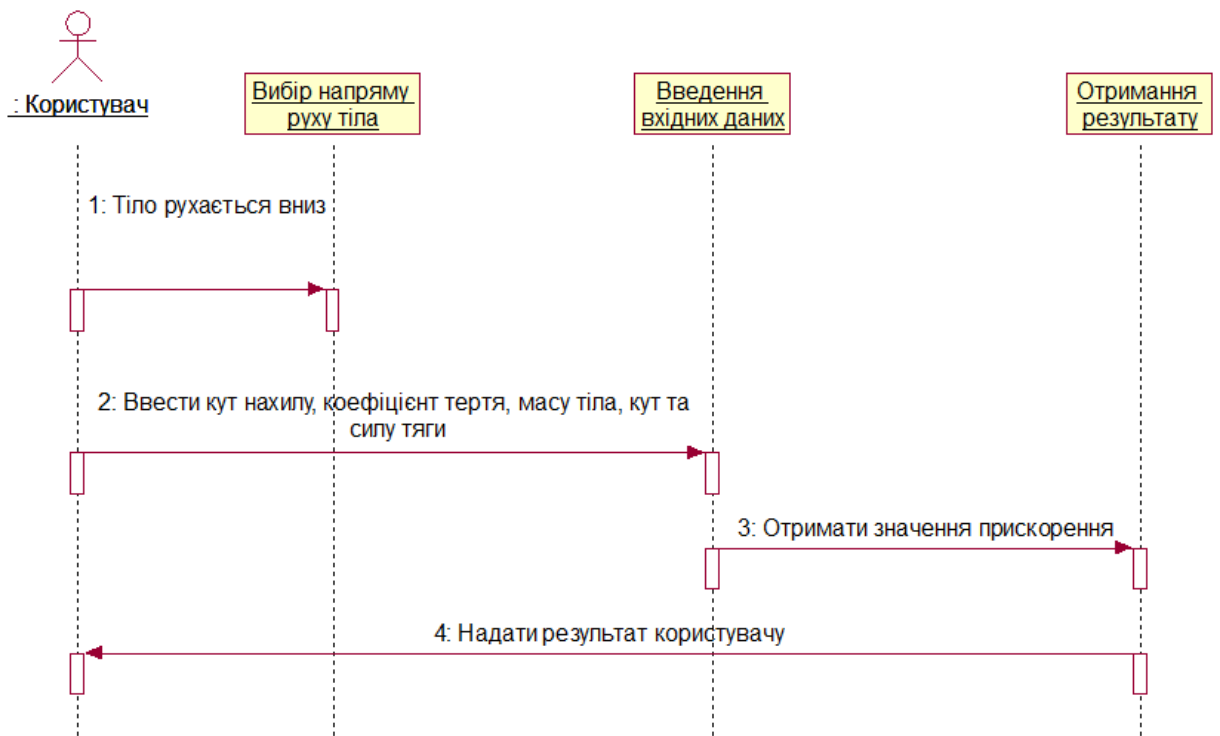 : Користувач
Вибір напряму
руху тіла
Введення
вхідних даних
Отримання
результату
1: Тіло рухається вниз
2: Ввести кут нахилу, коефіцієнт тертя, масу тіла, кут та
силу тяги
3: Отримати значення прискорення
4: Надати результат користувачу